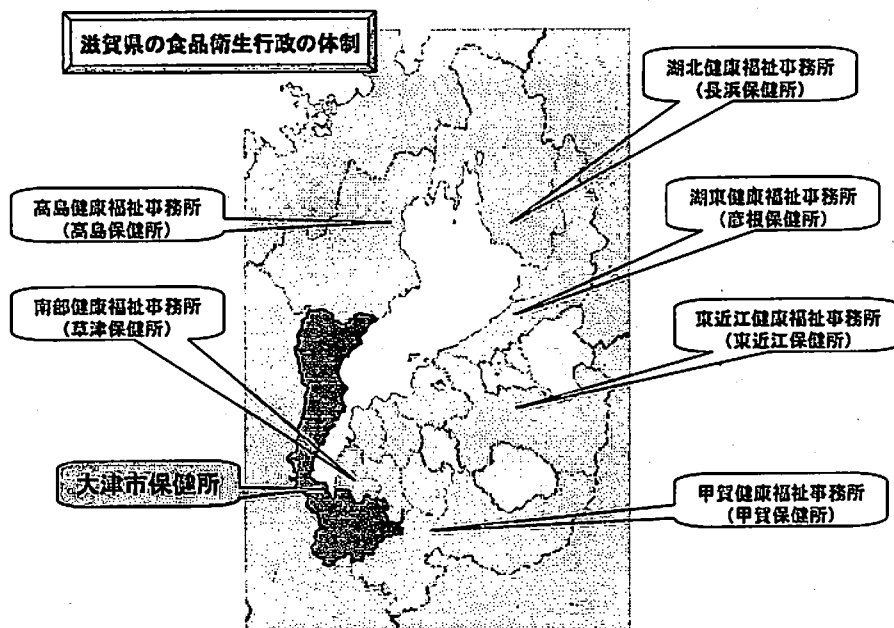 滋賀県の食品衛生行政の体制
湖北健康福祉事務所
(長浜保健所)
高島健康福祉事務所
(高島保健所)
湖東健康福祉事務所
(彦根保健所)
南部健康福祉事務所
(草津保健所)
東近江健康福祉事務所
(東近江保健所)
大津市保健所
甲賀健康福祉事務所
(甲賀保健所)